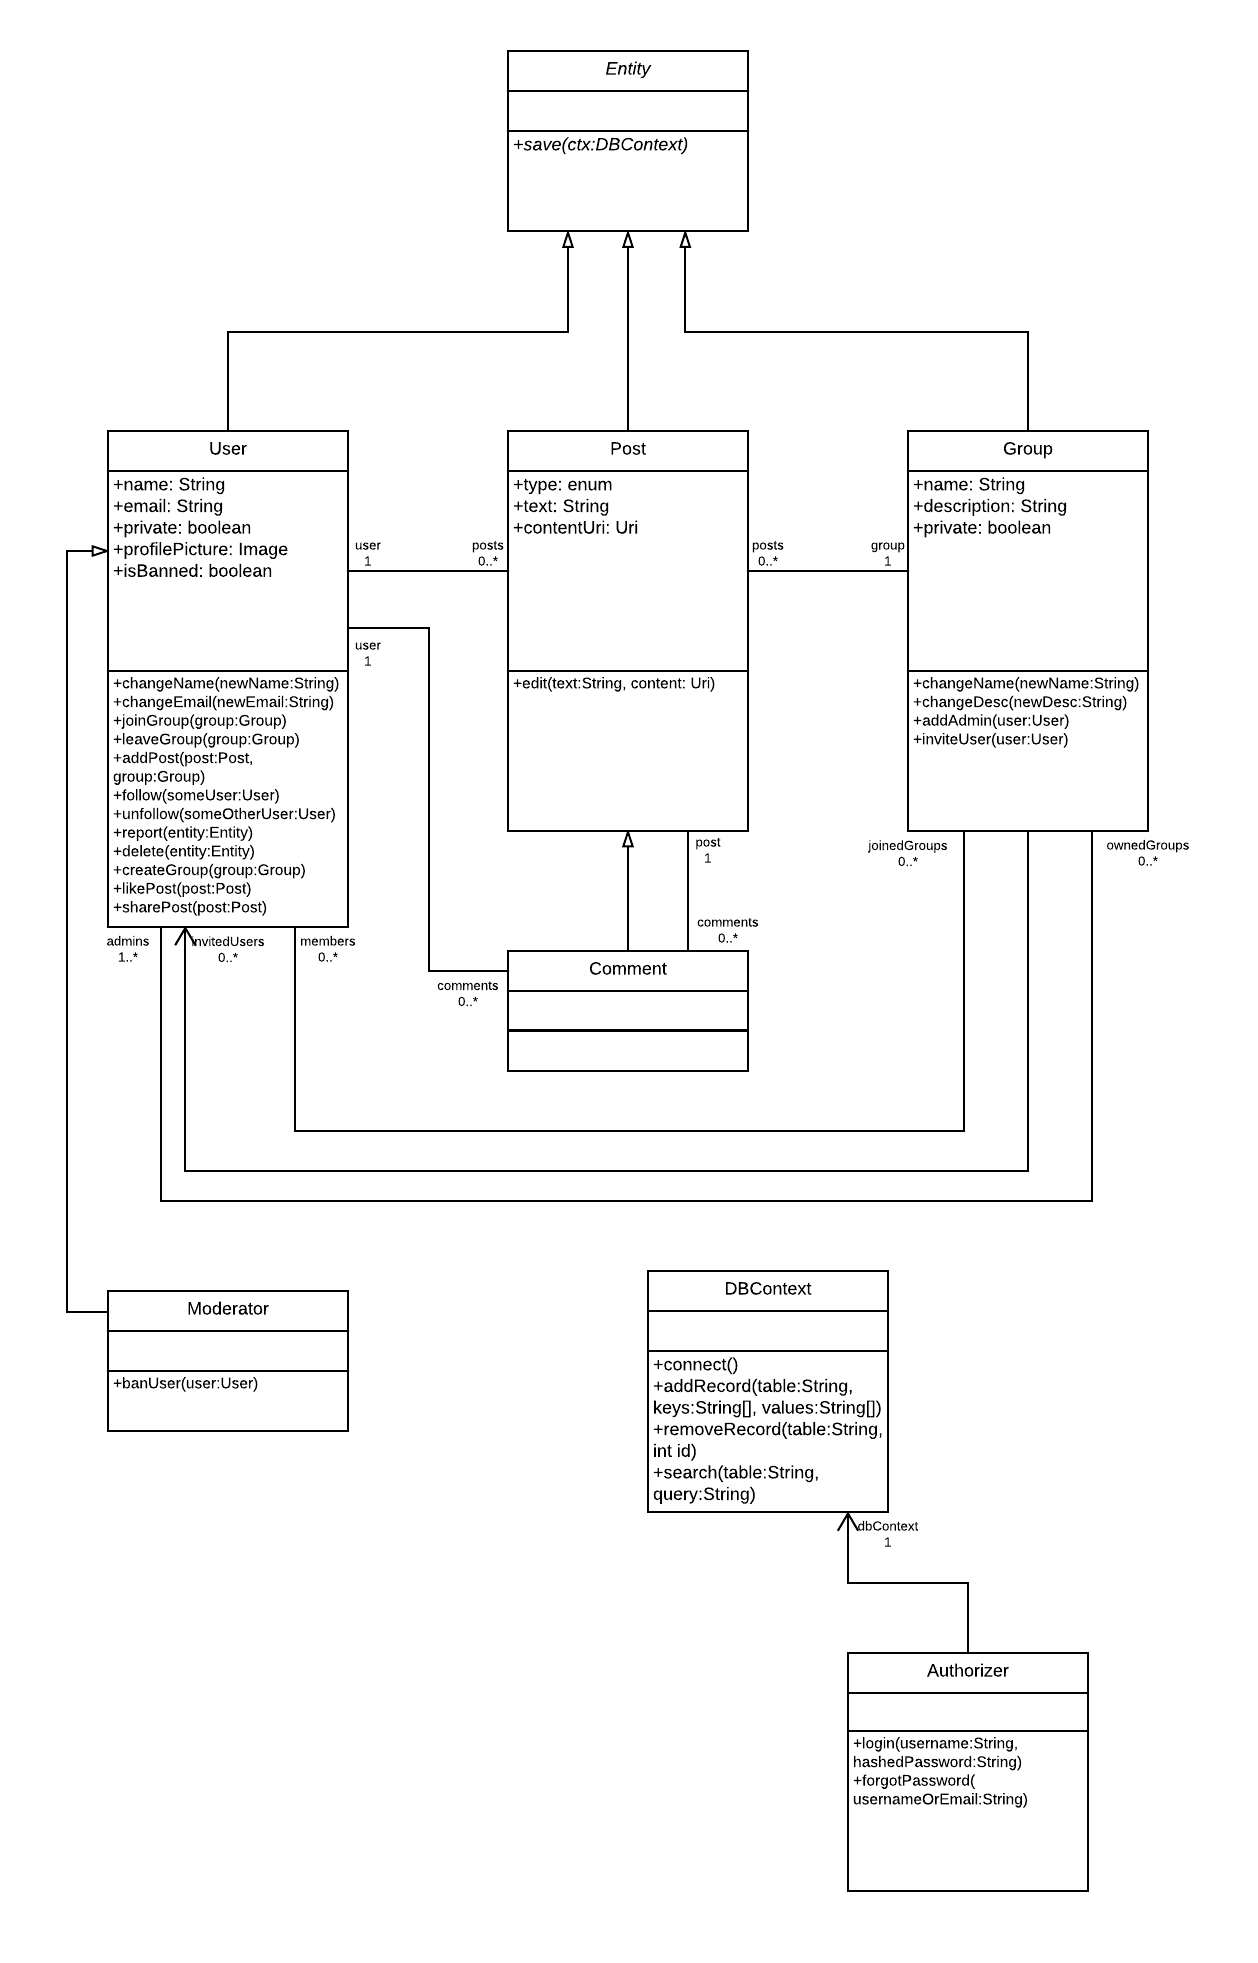 Entity
+save(ctx:DBContext)
User
+name: String
+email: String
+private: boolean
+profilePicture: Image
+isBanned: boolean
+changeName(newName:String)
+changeEmail(newEmail:String)
+joinGroup(group:Group)
+leaveGroup(group:Group)
+addPost(post:Post,
group:Group)
+follow(someUser:User)
+unfollow(someOtherUser:User)
+report(entity:Entity)
+delete(entity:Entity)
+createGroup(group:Group)
+likePost(post:Post)
+sharePost(post:Post)
user
1
posts
0..*
user
1
Post
+type: enum
+text: String
+contentUri: Uri
+edit(text:String, content: Uri)
posts
0..*
group
1
Group
+name: String
+description: String
+private: boolean
+changeName(newName:String)
+changeDesc(newDesc:String)
+addAdmin(user:User)
+inviteUser(user:User)
post
1
joinedGroups
0..*
ownedGroups
0..*
admins
1..*
invitedUsers
0..*
members
0..*
comments
0..*
comments
0..*
Comment
Moderator
+banUser(user:User)
DBContext
+connect()
+addRecord(table:String,
keys:String[], values:String[])
+removeRecord(table:String,
int id)
+search(table:String,
query:String)
dbContext
1
Authorizer
+login(username:String,
hashedPassword:String)
+forgotPassword(
usernameOrEmail:String)